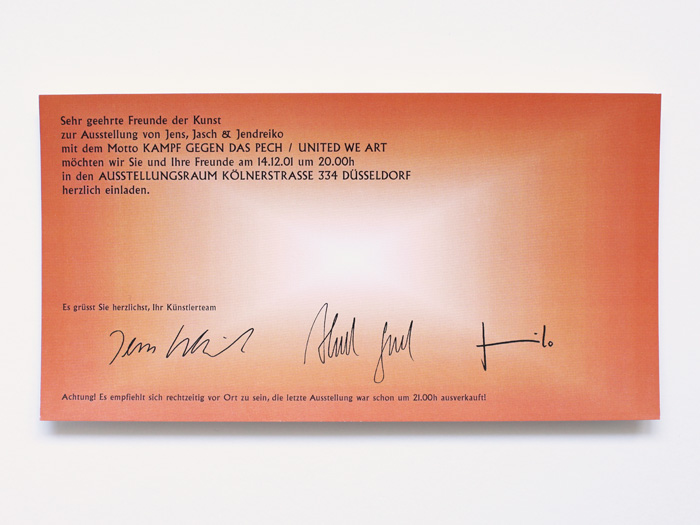 Sehr geehrte Freunde der Kunst
zur Ausstellung von Jens, Jasch & Jendreiko
mit dem Motto KAMPF GEGEN DAS PECH / UNITED WE ART
möchten wir Sie und Ihre Freunde am 14.12.01 um 20.00h
in den AUSSTELLUNGSRAUM KÖLNERSTRASSE 334 DÜSSELDORF
herzlich einladen.
Es grüsst Sie herzlichst, Ihr Künstlerteam
Jens
Achtung! Es empfiehlt sich rechtzeitig vor Ort zu sein, die letzte Ausstellung war schon um 21.00h ausverkauft!